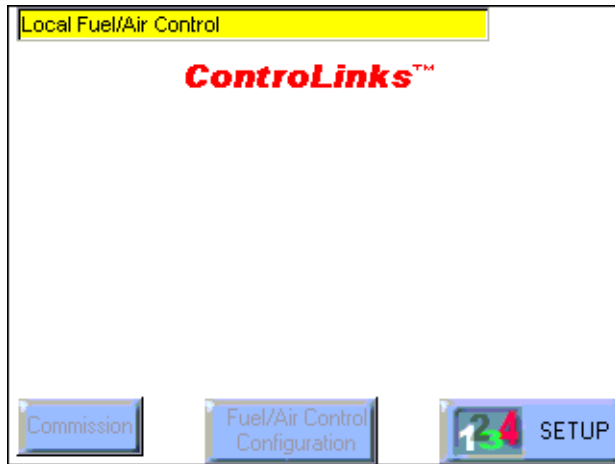 Local Fuel/Air Control
ControLinks™
Commission
Fuel/Air Control
Configuration
1234 SETUP